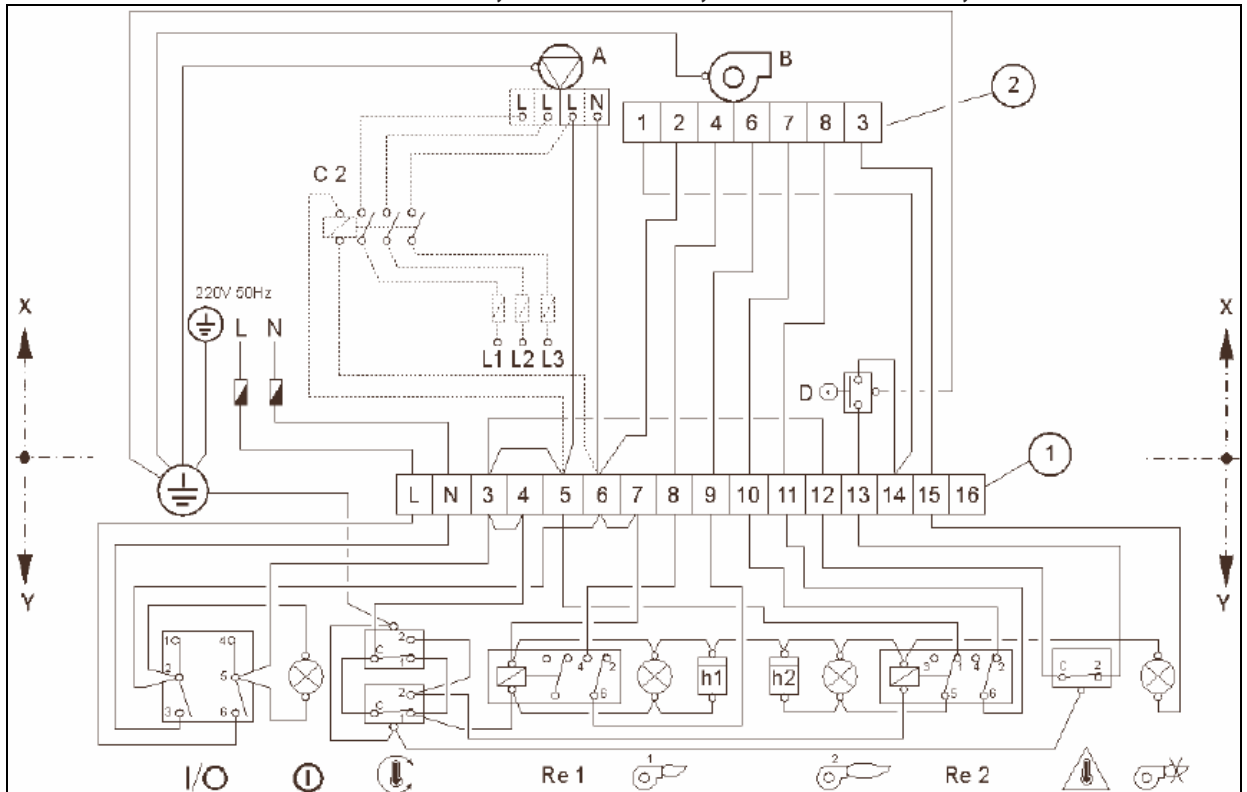 A
B
2
L L L N
1 2 4 6 7 8 3
C 2
220V 50Hz
L N
L1 L2 L3
X
X
D
1
L N 3 4 5 6 7 8 9 10 11 12 13 14 15 16
Y
Y
1 4
2 5
3 6
2
C 1
2
C 1
4 2
6
h1
h2
3 1 4 2
5 6
C 2
I/O
Re 1
1
2
Re 2